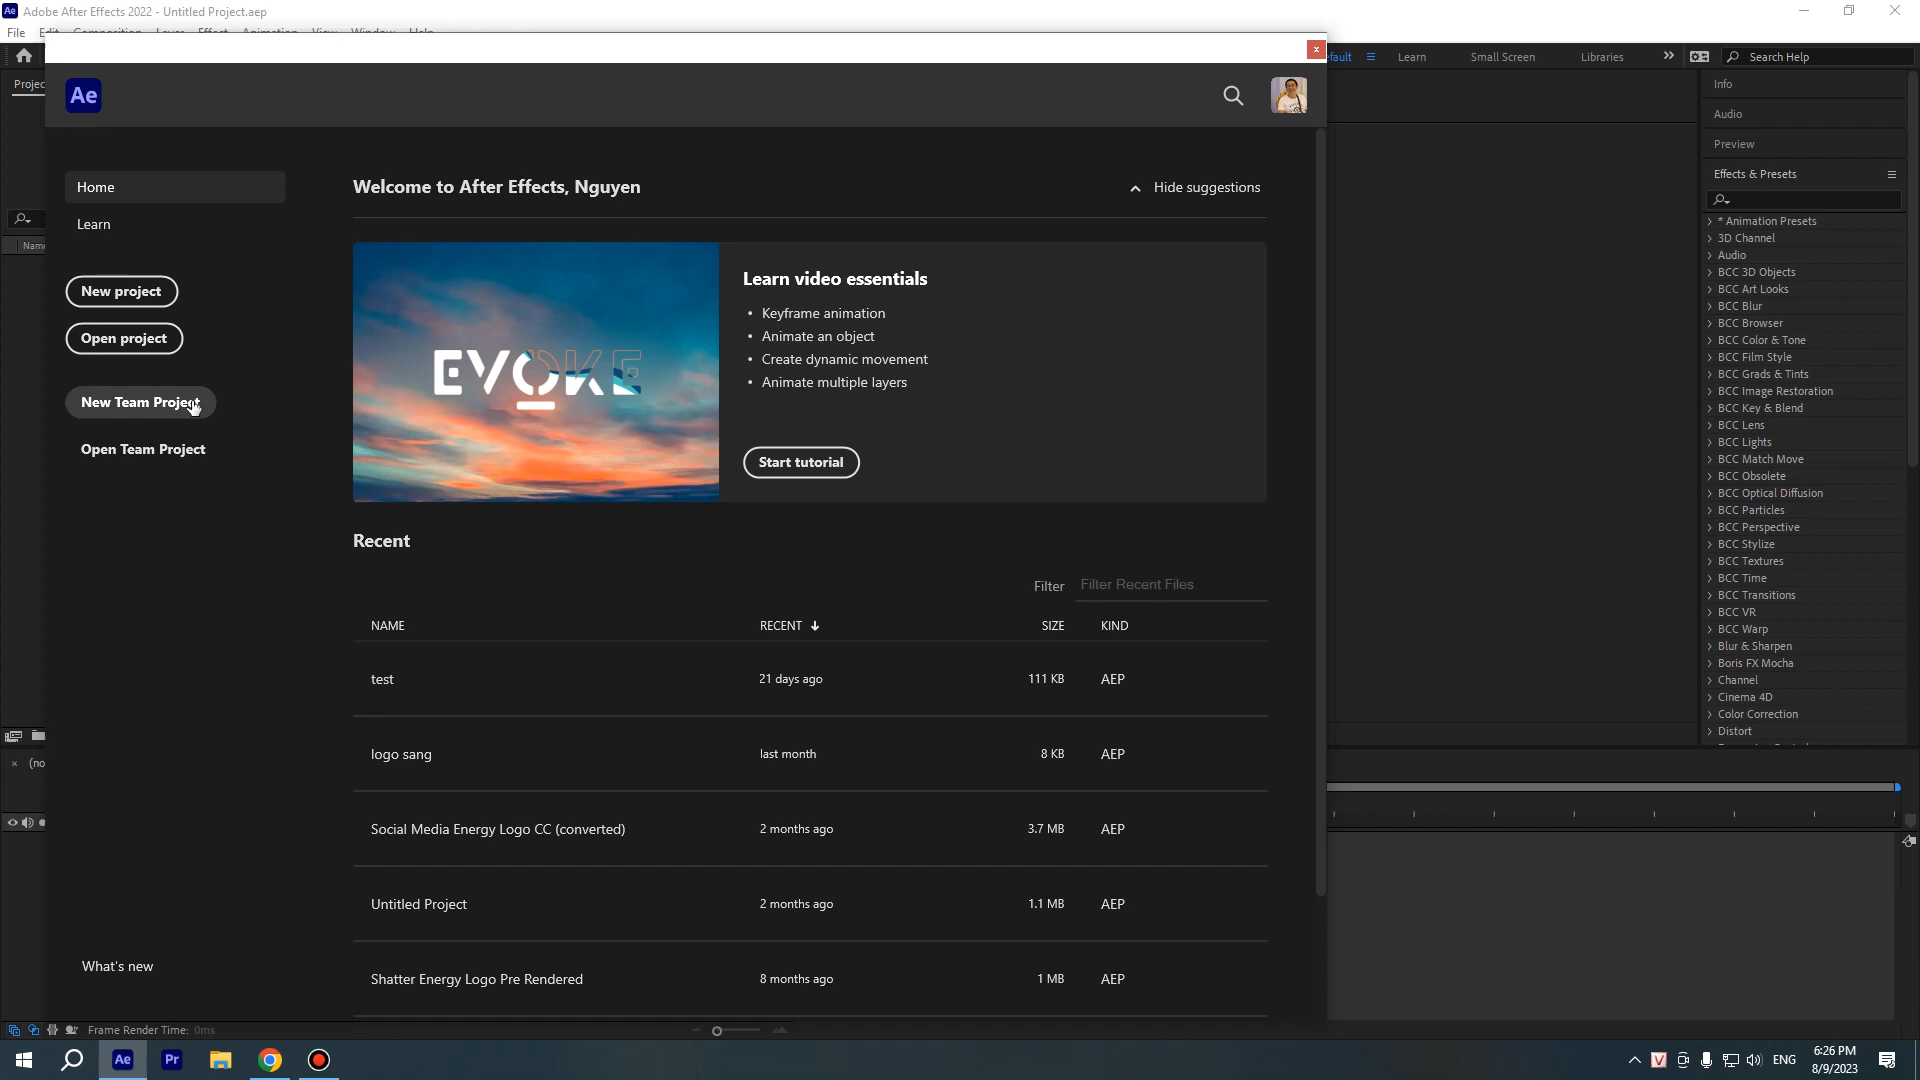 Ae Adobe After Effects 2022 - Untitled Project.aep
File
Default Learn Small Screen Libraries Search Help
Project
Name
Ae
Home
Learn
New project
Open project
New Team Project
Open Team Project
What's new
Welcome to After Effects, Nguyen
Hide suggestions
EVOKE
Learn video essentials
• Keyframe animation
• Animate an object
• Create dynamic movement
• Animate multiple layers
Start tutorial
Recent
Filter Filter Recent Files
NAME RECENT SIZE KIND
test 21 days ago 111 KB AEP
logo sang last month 8 KB AEP
Social Media Energy Logo CC (converted) 2 months ago 3.7 MB AEP
Untitled Project 2 months ago 1.1 MB AEP
Shatter Energy Logo Pre Rendered 8 months ago 1 MB AEP
Info
Audio
Preview
Effects & Presets
* Animation Presets
3D Channel
Audio
BCC 3D Objects
BCC Art Looks
BCC Blur
BCC Browser
BCC Color & Tone
BCC Film Style
BCC Grads & Tints
BCC Image Restoration
BCC Key & Blend
BCC Lens
BCC Lights
BCC Match Move
BCC Obsolete
BCC Optical Diffusion
BCC Particles
BCC Perspective
BCC Stylize
BCC Textures
BCC Time
BCC Transitions
BCC VR
BCC Warp
Blur & Sharpen
Boris FX Mocha
Channel
Cinema 4D
Color Correction
Distort
(no
Frame Render Time: 0ms
Ae Pr
V ENG
6:26 PM
8/9/2023